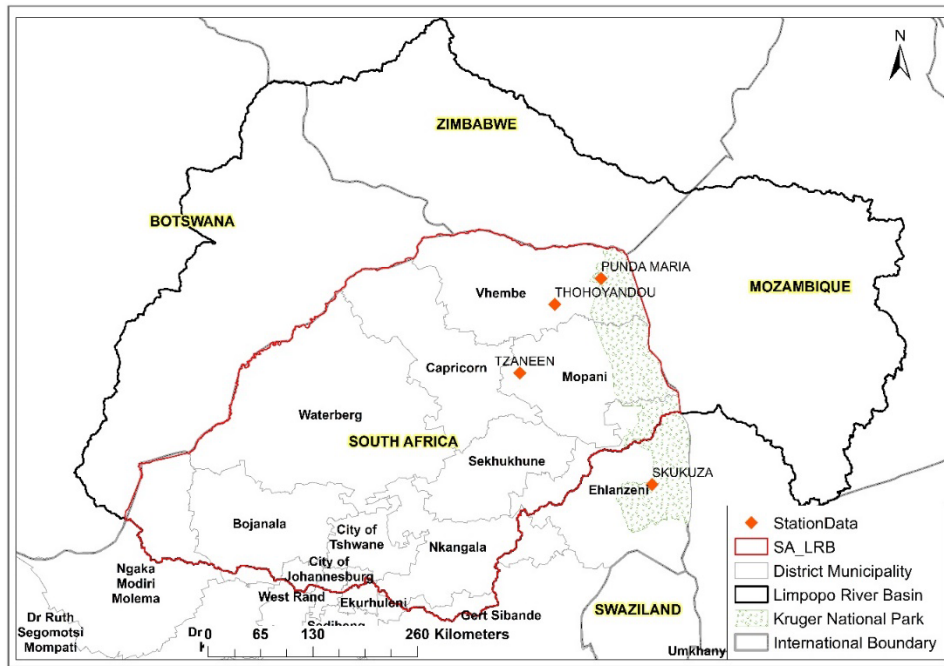 N
ZIMBABWE
BOTSWANA
PUNDA MARIA
Vhembe
THOHOYANDOU
MOZAMBIQUE
TZANEEN
Capricorn
Mopani
Waterberg
SOUTH AFRICA
Sekhukhune
SKUKUZA
Ehlanzeni
Bojanala
City of
Tshwane
Nkangala
City of
Johannesburg
Ngaka
Modiri
Molema
West Rand
Ekurhuleni
Gert Sibande
SWAZILAND
Dr Ruth
Segomotsi
Mompati
Umkhany
0 65 130 260 Kilometers
StationData
SA_LRB
District Municipality
Limpopo River Basin
Kruger National Park
International Boundary